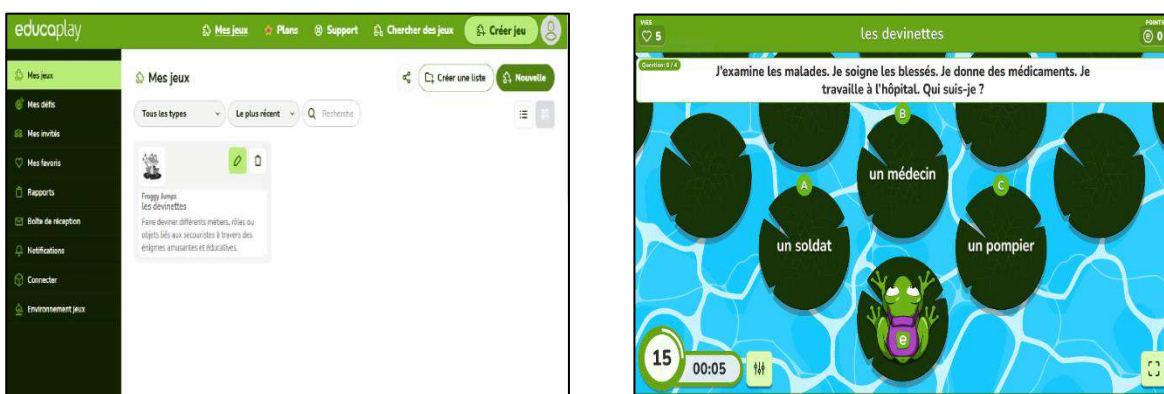 educaplay
Mes jeux
Plans
Support
Chercher des jeux
Créer jeu
Mes jeux
Mes défis
Mes invités
Mes favoris
Rapports
Boîte de réception
Notifications
Connecter
Environnement jeux
Mes jeux
Créer une liste
Nouvelle
Tous les types
Le plus récent
Recherche
Froggy Jumps
les devinettes
Faire deviner différents métiers, rôles ou
objets liés aux secouristes à travers des
énigmes amusantes et éducatives.
VIES
5
les devinettes
POINTS
0
Question: 0 / 4
J'examine les malades. Je soigne les blessés. Je donne des médicaments. Je
travaille à l'hôpital. Qui suis-je ?
B
un médecin
A
un soldat
C
un pompier
e
15
00:05